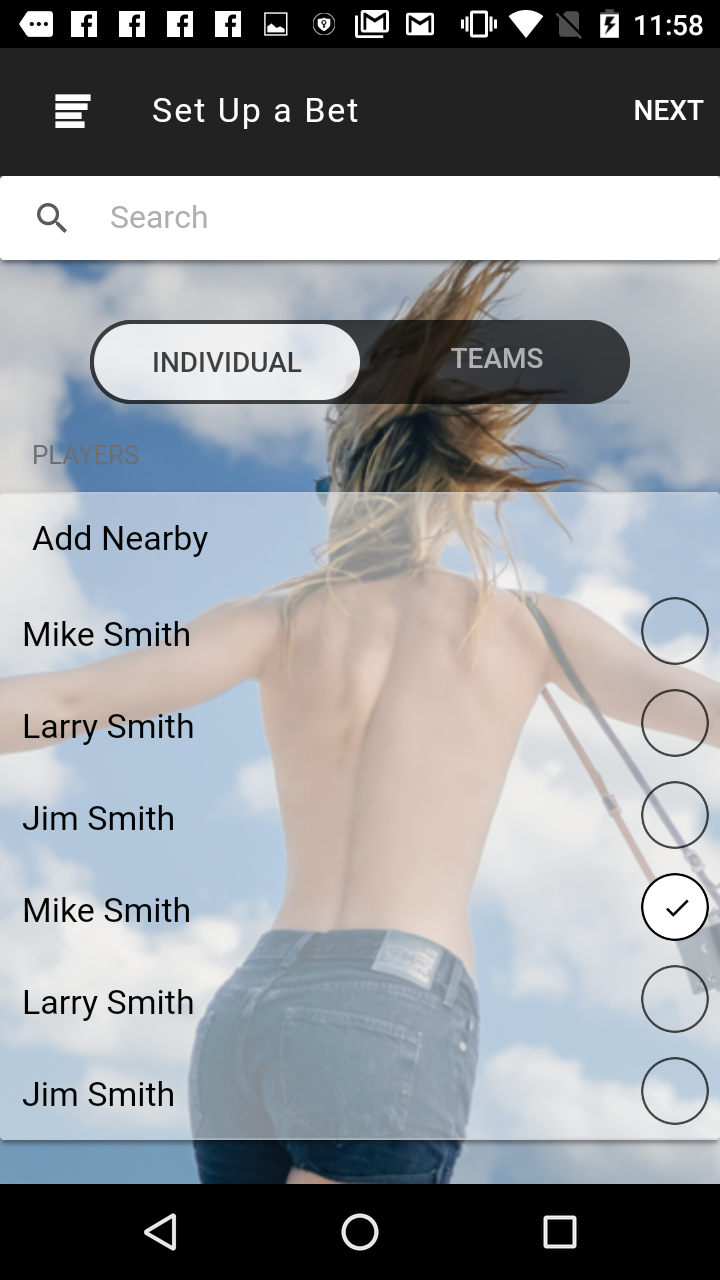 11:58
Set Up a Bet
NEXT
Search
INDIVIDUAL
TEAMS
PLAYERS
Add Nearby
Mike Smith
Larry Smith
Jim Smith
Mike Smith
Larry Smith
Jim Smith